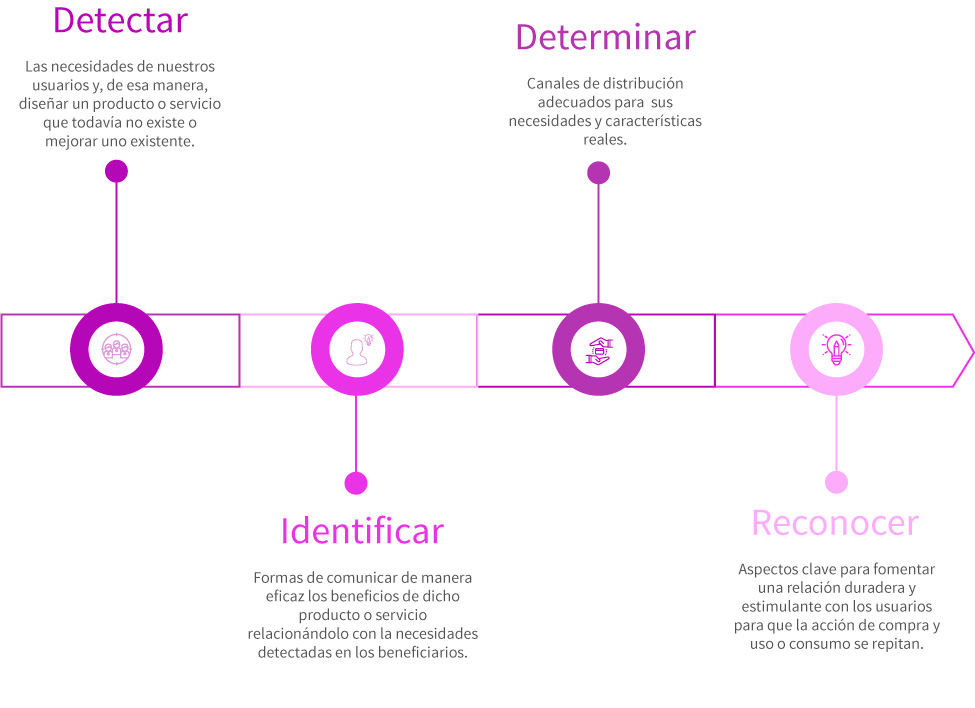 Detectar
Las necesidades de nuestros
usuarios y, de esa manera,
diseñar un producto o servicio
que todavía no existe o
mejorar uno existente.
Identificar
Formas de comunicar de manera
eficaz los beneficios de dicho
producto o servicio
relacionándolo con la necesidades
detectadas en los beneficiarios.
Determinar
Canales de distribución
adecuados para  sus
necesidades y características
reales.
Reconocer
Aspectos clave para fomentar
una relación duradera y
estimulante con los usuarios
para que la acción de compra y
uso o consumo se repitan.